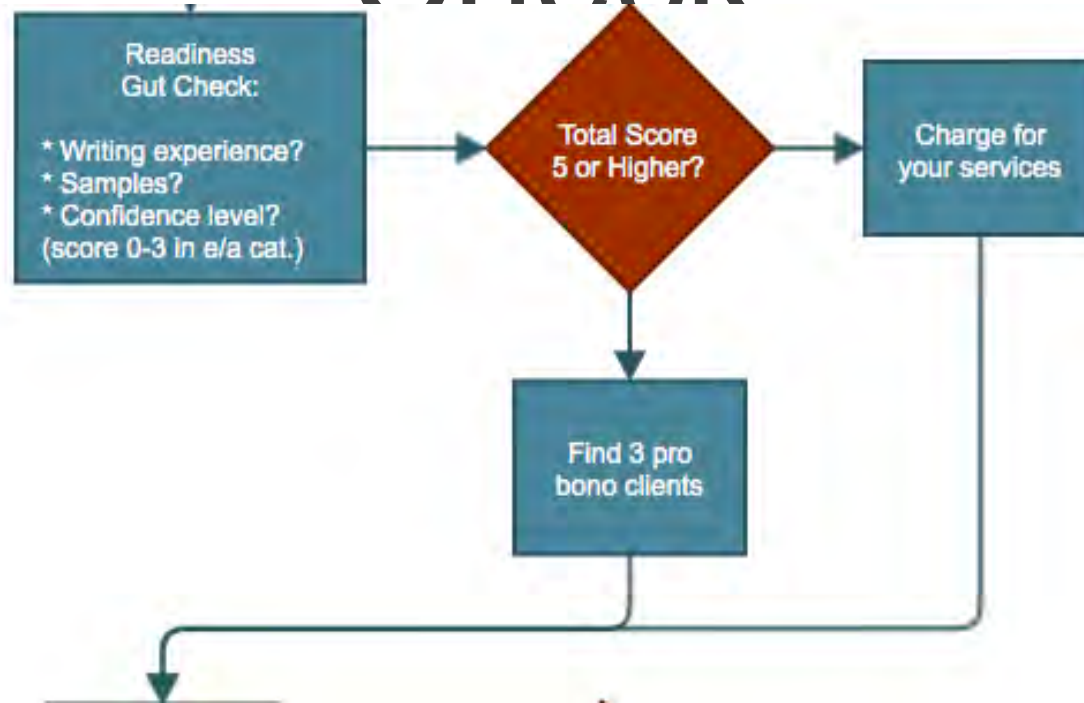 Readiness
Gut Check:
* Writing experience?
* Samples?
* Confidence level?
(score 0-3 in e/a cat.)
Total Score
5 or Higher?
Charge for
your services
Find 3 pro
bono clients